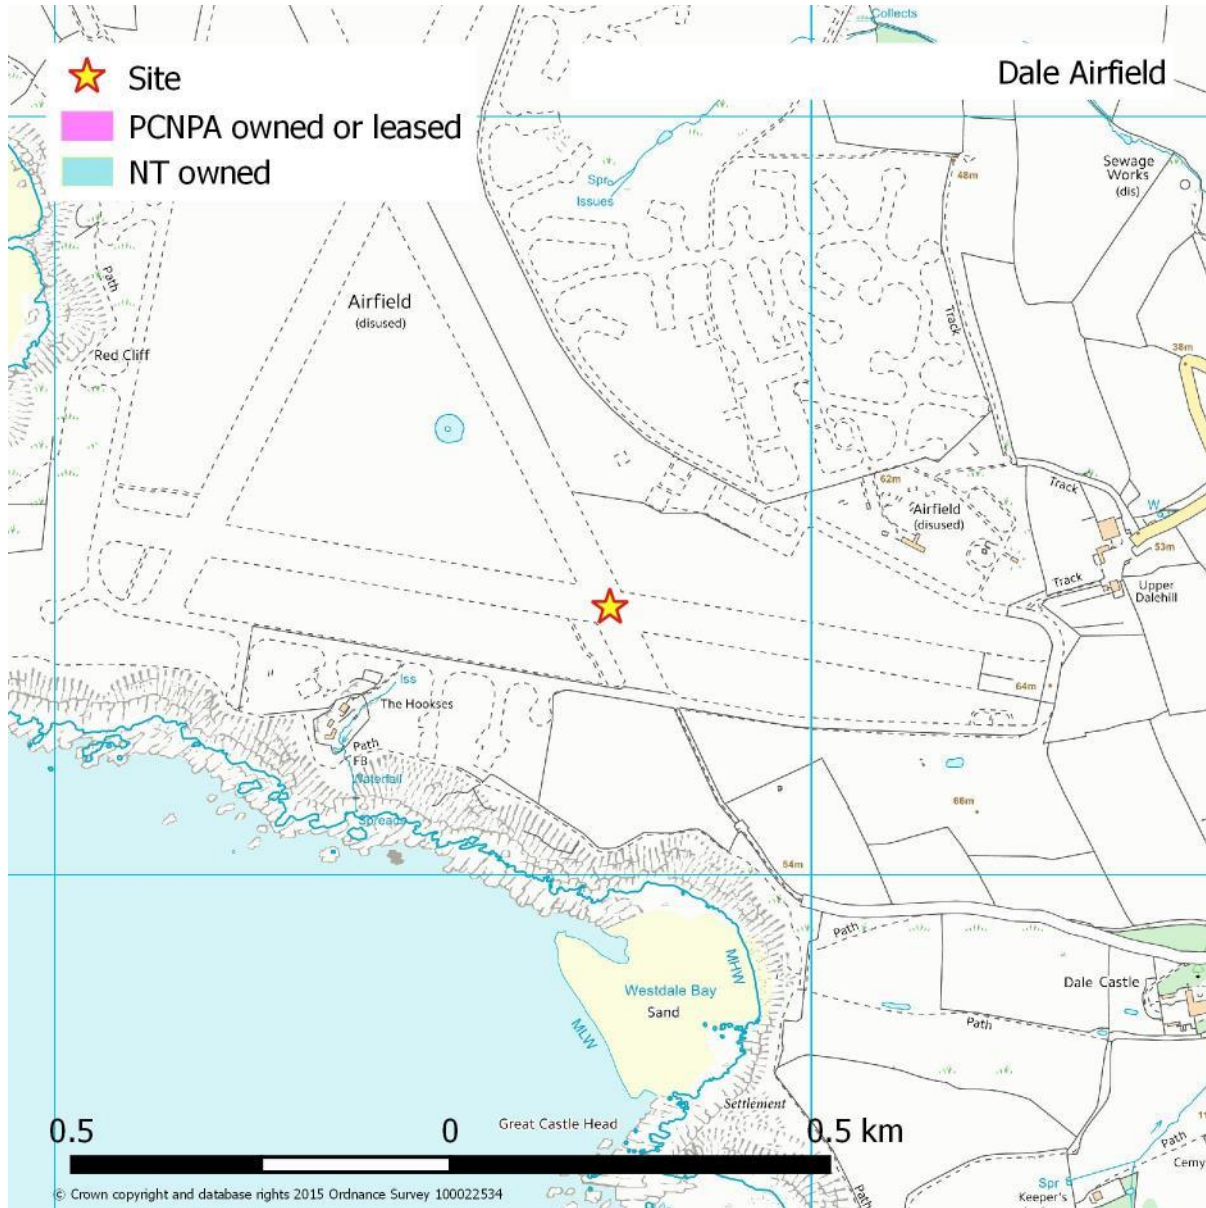 Collects
Site
Dale Airfield
PCNPA owned or leased
NT owned
Spr
Issues
48m
Sewage
Works
(dis)
Path
Airfield
(disused)
Track
Red Cliff
38m
62m
Track
W
Airfield
(disused)
53m
Track
Upper
Dalehill
Iss
64m
The Hookses
Path
FB
Waterfall
Spreads
66m
54m
Path
Dale Castle
MHW
Westdale Bay
Sand
MLW
Path
Settlement
Great Castle Head
0.5
0
0.5 km
Path
Cemy
Spr
Keeper's
Path
© Crown copyright and database rights 2015 Ordnance Survey 100022534